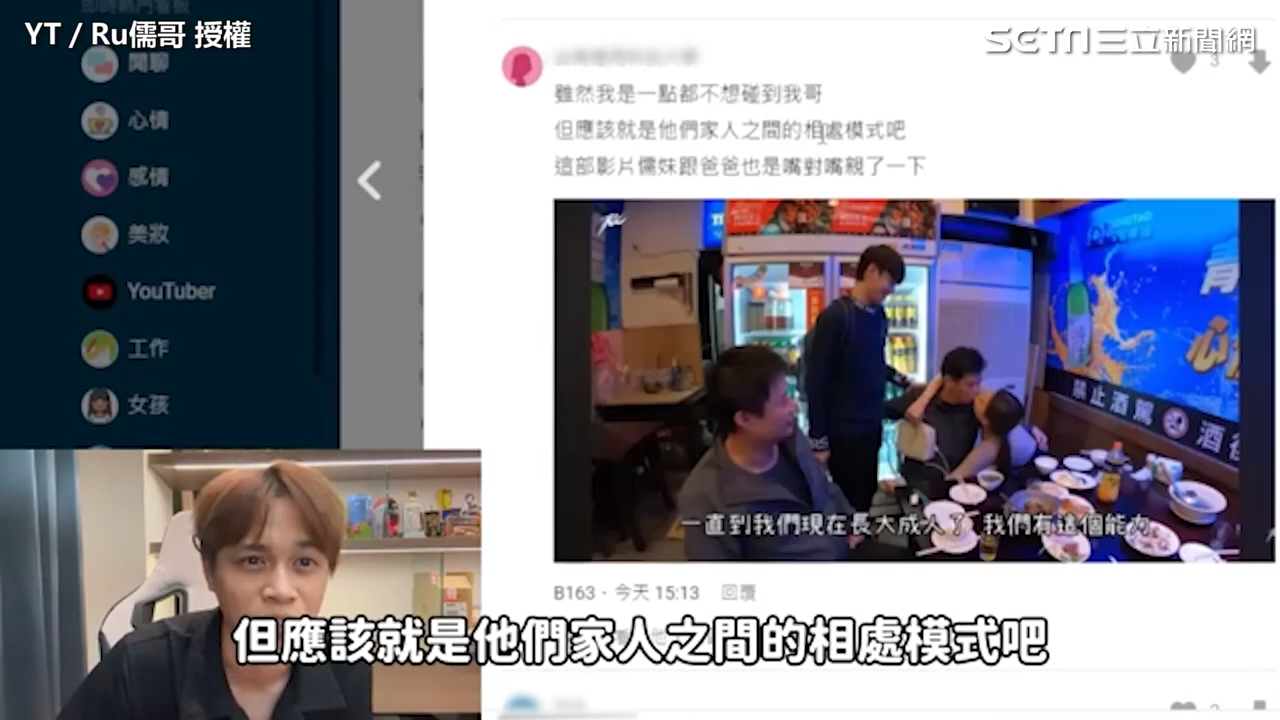 YT / Ru儒哥 授權
SETN三立新聞網
閒聊
心情
感情
美妝
YouTuber
工作
女孩
3
雖然我是一點都不想碰到我哥
但應該就是他們家人之間的相處模式吧
這部影片儒妹跟爸爸也是嘴對嘴親了一下
禁止酒駕
一直到我們現在長大成人了 我們有這個能力
B163 · 今天 15:13 回覆
但應該就是他們家人之間的相處模式吧